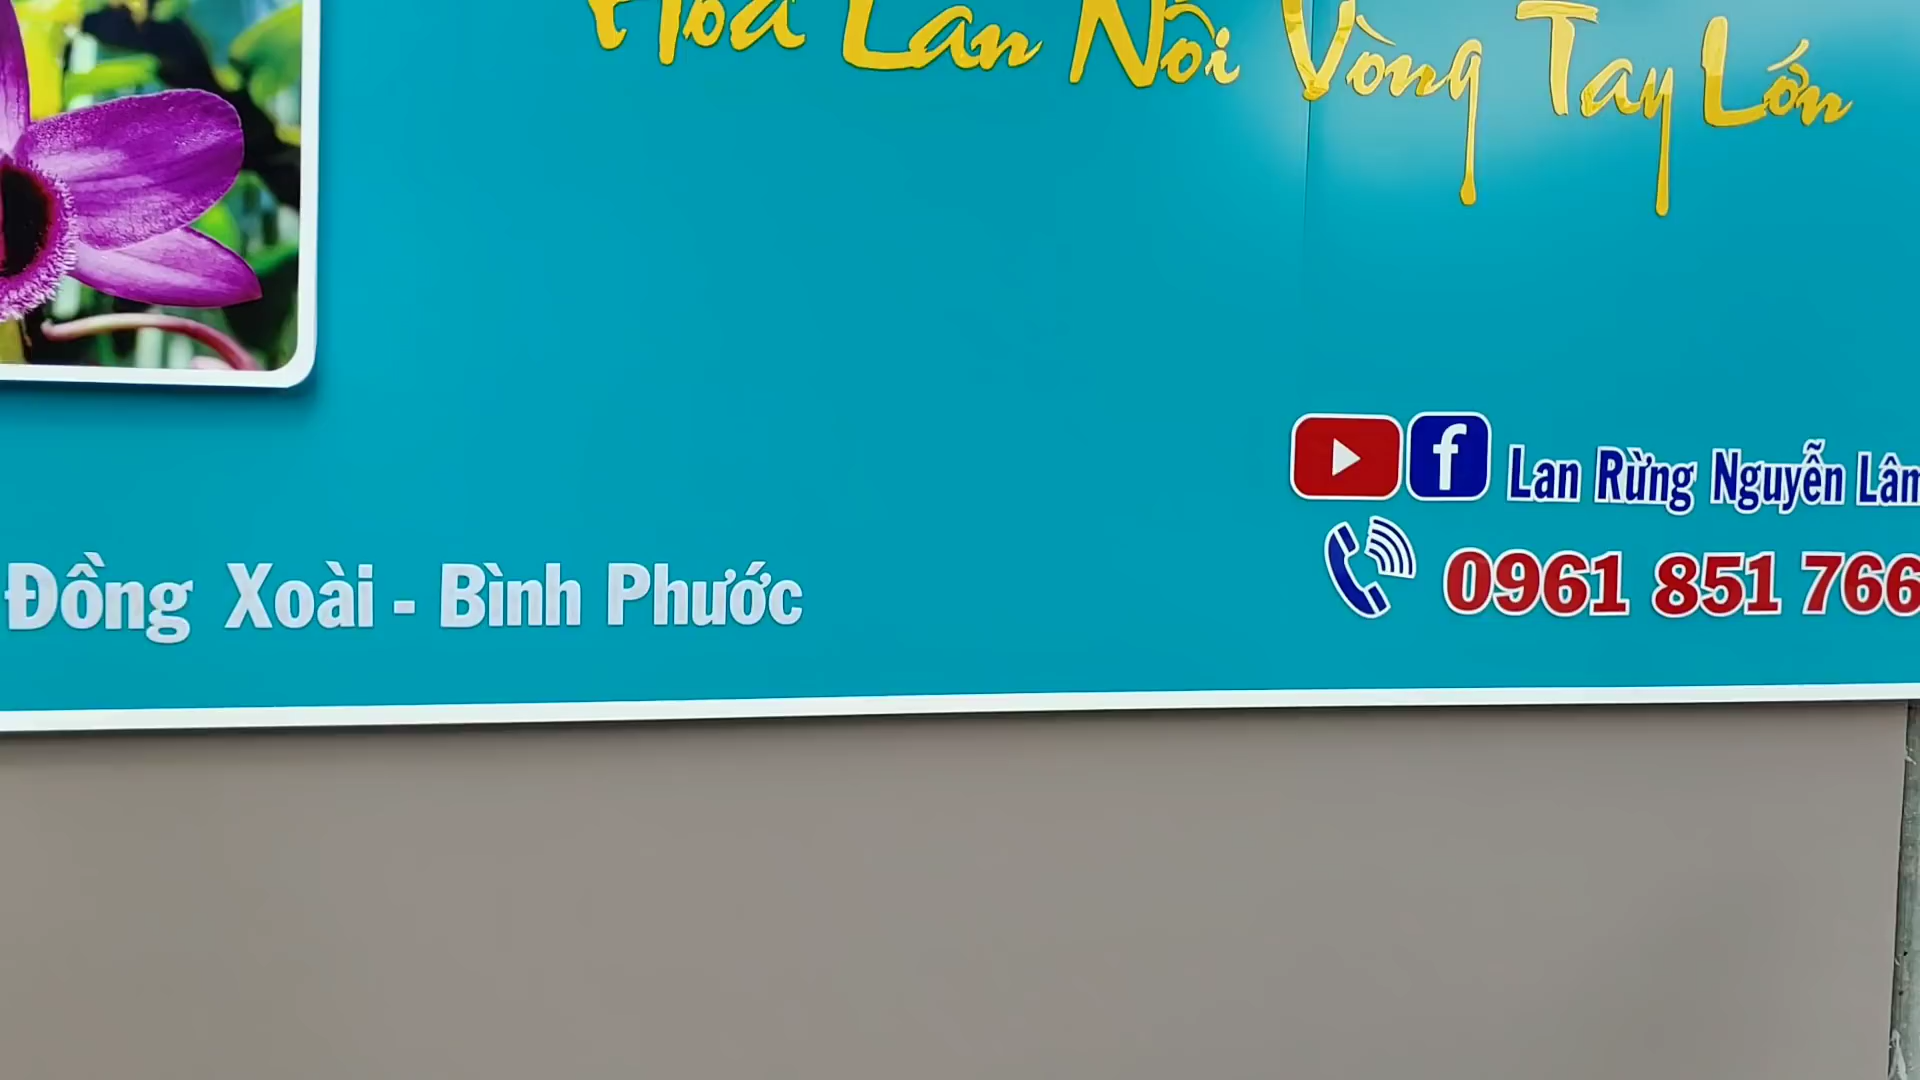 Hoa Lan Nối Vòng Tay Lớn
f Lan Rừng Nguyễn Lâm
Đồng Xoài - Bình Phước
0961 851 766